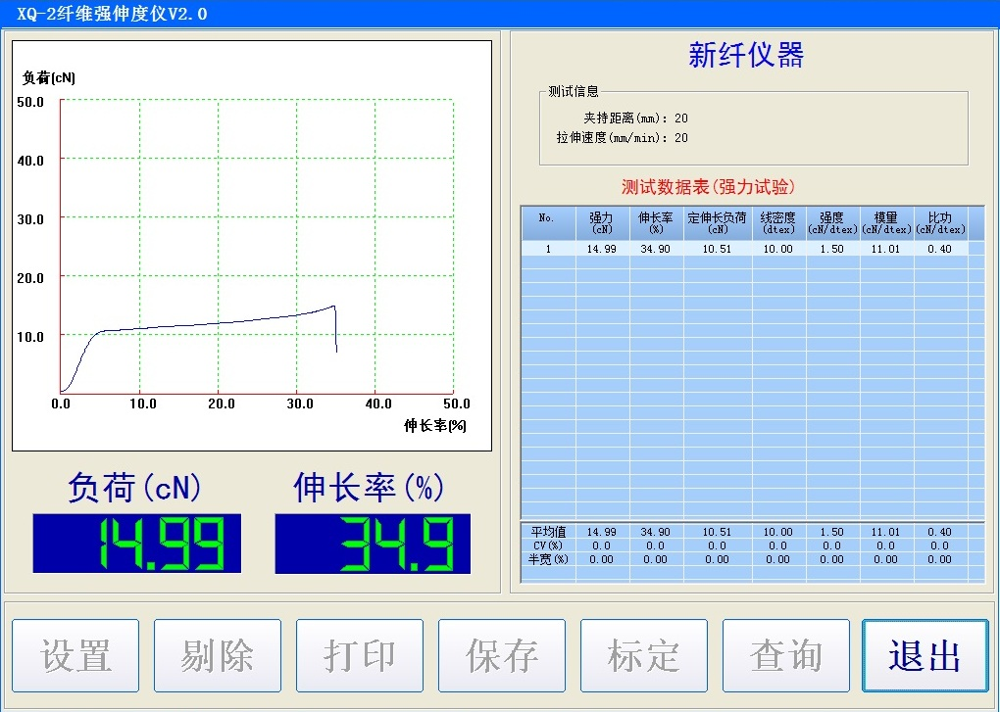 XQ-2纤维强伸度仪V2.0
负荷(cN)
50.0
40.0
30.0
20.0
10.0
0.0 10.0 20.0 30.0 40.0 50.0
伸长率(%)
负荷(cN) 伸长率(%)
14.99 34.9
新纤仪器
测试信息
夹持距离(mm): 20
拉伸速度(mm/min): 20
测试数据表(强力试验)
No. 强力 伸长率 定伸长负荷 线密度 强度 模量 比功
(cN) (%) (cN) (dtex) (cN/dtex) (cN/dtex) (cN/dtex)
1 14.99 34.90 10.51 10.00 1.50 11.01 0.40
平均值 14.99 34.90 10.51 10.00 1.50 11.01 0.40
CV(%) 0.0 0.0 0.0 0.0 0.0 0.0 0.0
半宽(%) 0.00 0.00 0.00 0.00 0.00 0.00 0.00
设置 剔除 打印 保存 标定 查询 退出